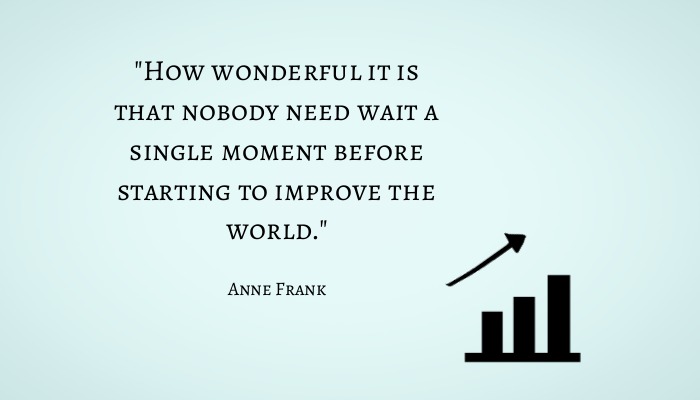 "How wonderful it is
that nobody need wait a
single moment before
starting to improve the
world."
Anne Frank